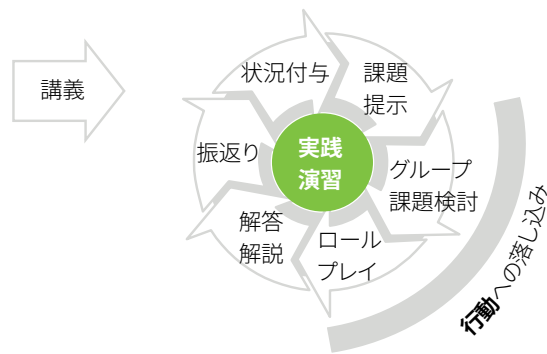 講義
状況付与
課題
提示
グループ
課題検討
ロール
プレイ
解答
解説
振返り
実践
演習
行動への落し込み